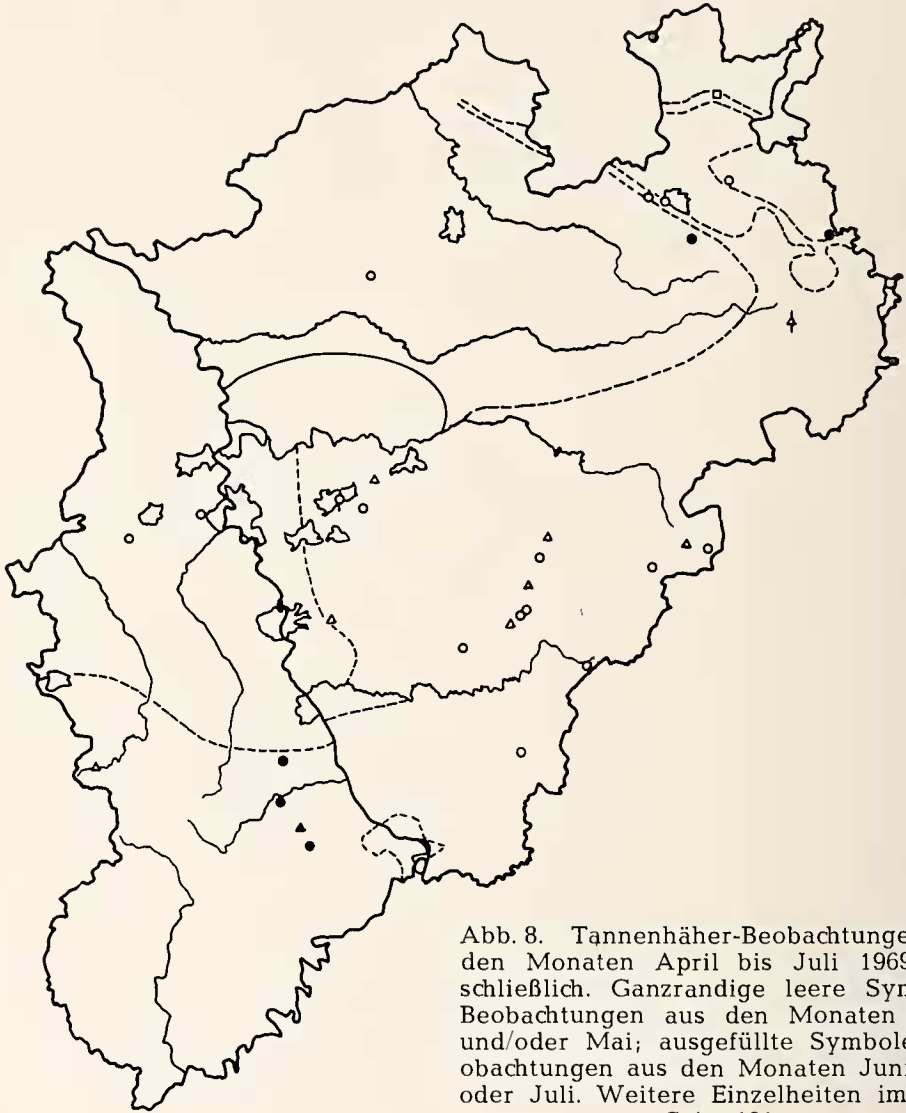 Abb. 8. Tannenhäher-Beobachtunge
den Monaten April bis Juli 1969
schließlich. Ganzrandige leere Sym
Beobachtungen aus den Monaten
und/oder Mai; ausgefüllte Symbole
obachtungen aus den Monaten Juni
oder Juli. Weitere Einzelheiten im